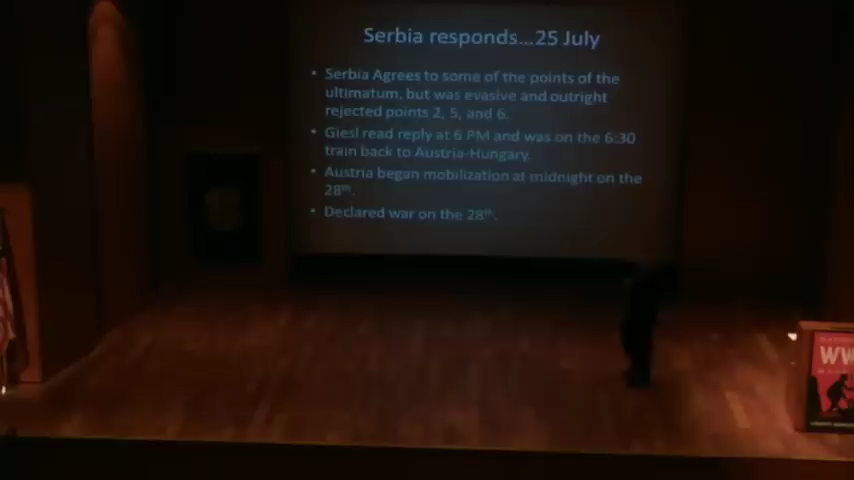 Serbia responds...25 July
• Serbia Agrees to some of the points of the
ultimatum, but was evasive and outright
rejected points 2, 5, and 6.
• Giesl read reply at 6 PM and was on the 6:30
train back to Austria-Hungary.
• Austria began mobilization at midnight on the
28th.
• Declared war on the 28th.
WW